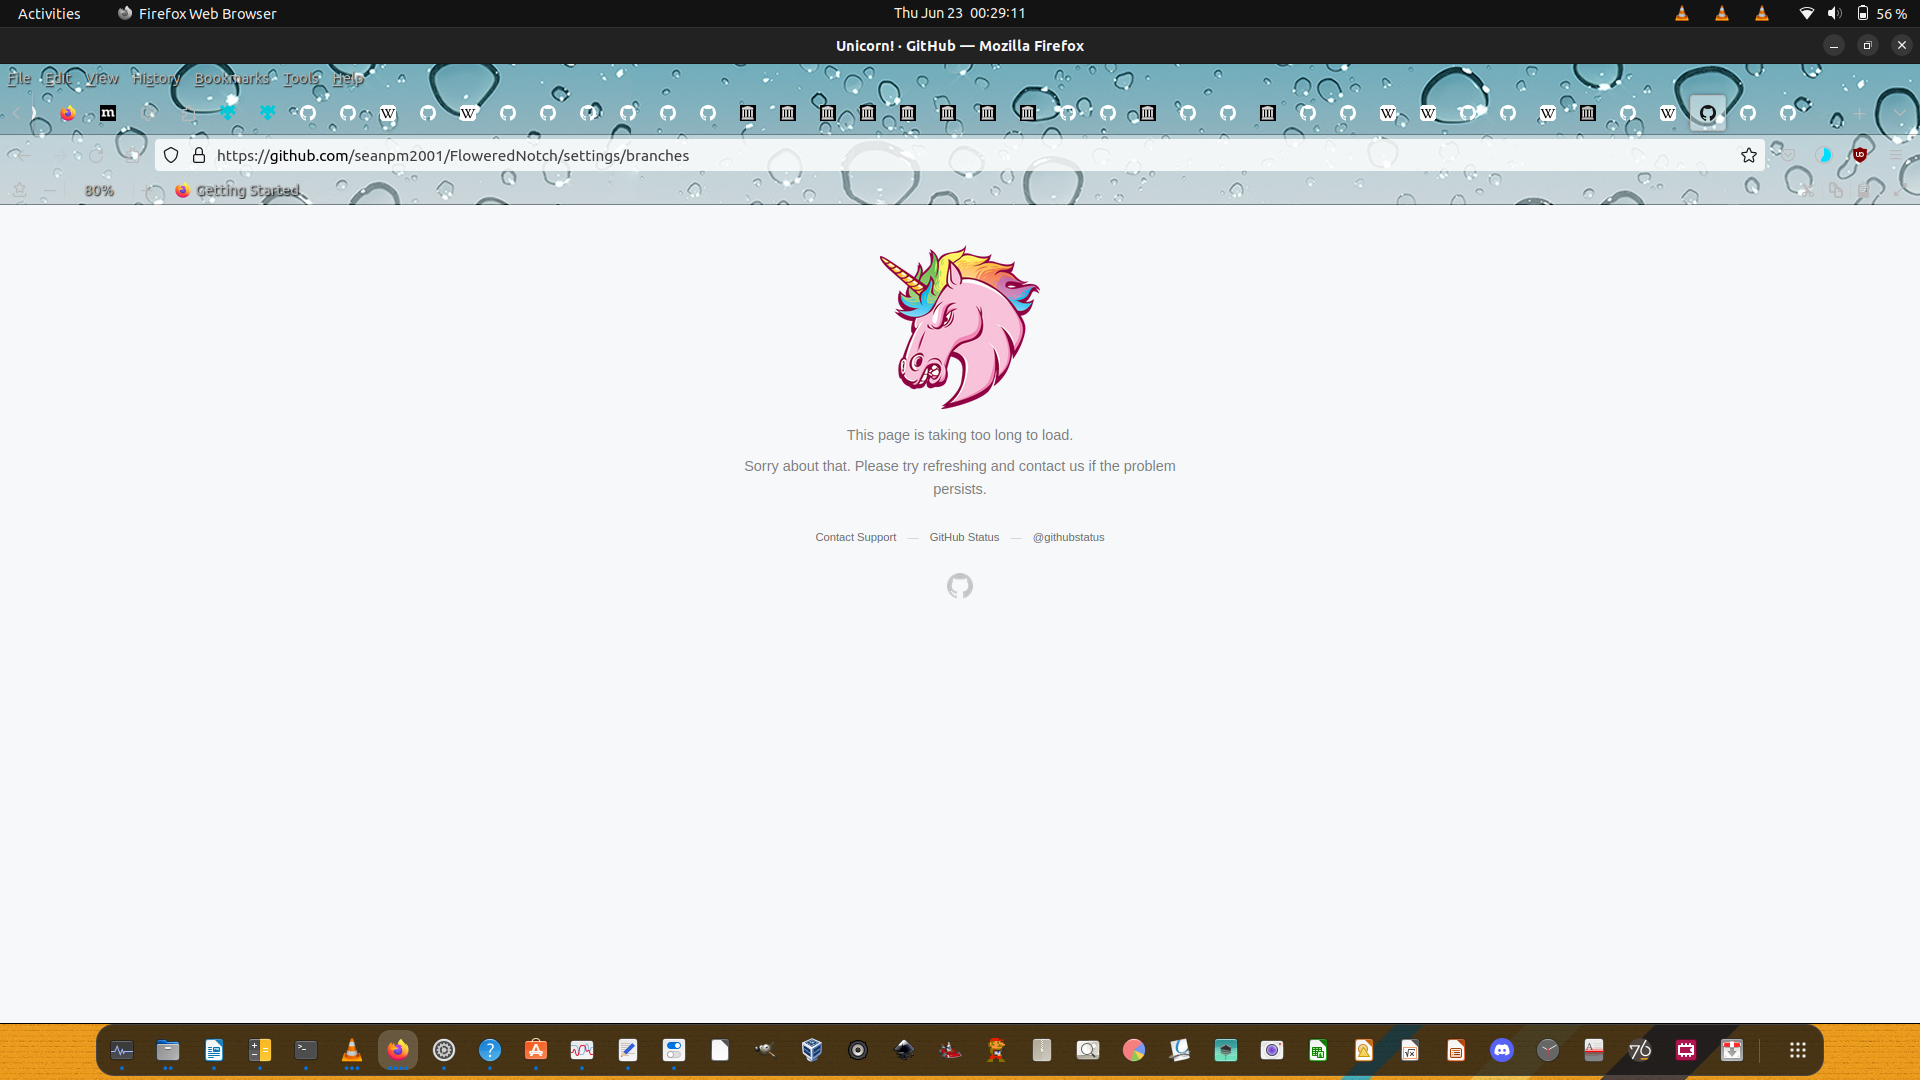 Activities
Firefox Web Browser
Thu Jun 23 00:29:11
56 %
Unicorn! · GitHub — Mozilla Firefox
File Edit View History Bookmarks Tools Help
https://github.com/seanpm2001/FloweredNotch/settings/branches
80%
Getting Started
This page is taking too long to load.
Sorry about that. Please try refreshing and contact us if the problem
persists.
Contact Support — GitHub Status — @githubstatus